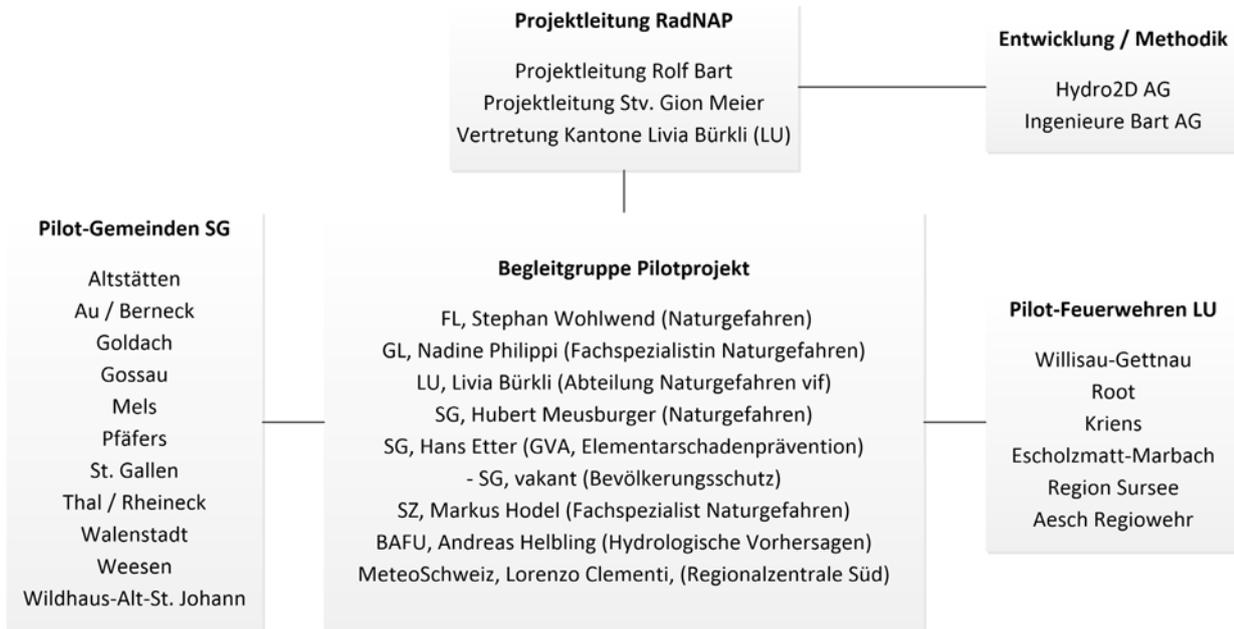 Projektleitung RadNAP
Projektleitung Rolf Bart
Projektleitung Stv. Gion Meier
Vertretung Kantone Livia Bürkli (LU)
Entwicklung / Methodik
Hydro2D AG
Ingenieure Bart AG
Pilot-Gemeinden SG
Altstätten
Au / Berneck
Goldach
Gossau
Mels
Pfäfers
St. Gallen
Thal / Rheineck
Walenstadt
Weesen
Wildhaus-Alt-St. Johann
Begleitgruppe Pilotprojekt
FL, Stephan Wohlwend (Naturgefahren)
GL, Nadine Philippi (Fachspezialistin Naturgefahren)
LU, Livia Bürkli (Abteilung Naturgefahren vif)
SG, Hubert Meusburger (Naturgefahren)
SG, Hans Etter (GVA, Elementarschadenprävention)
- SG, vakant (Bevölkerungsschutz)
SZ, Markus Hodel (Fachspezialist Naturgefahren)
BAFU, Andreas Helbling (Hydrologische Vorhersagen)
MeteoSchweiz, Lorenzo Clementi, (Regionalzentrale Süd)
Pilot-Feuerwehren LU
Willisau-Gettnau
Root
Kriens
Escholzmatt-Marbach
Region Sursee
Aesch Regiowehr